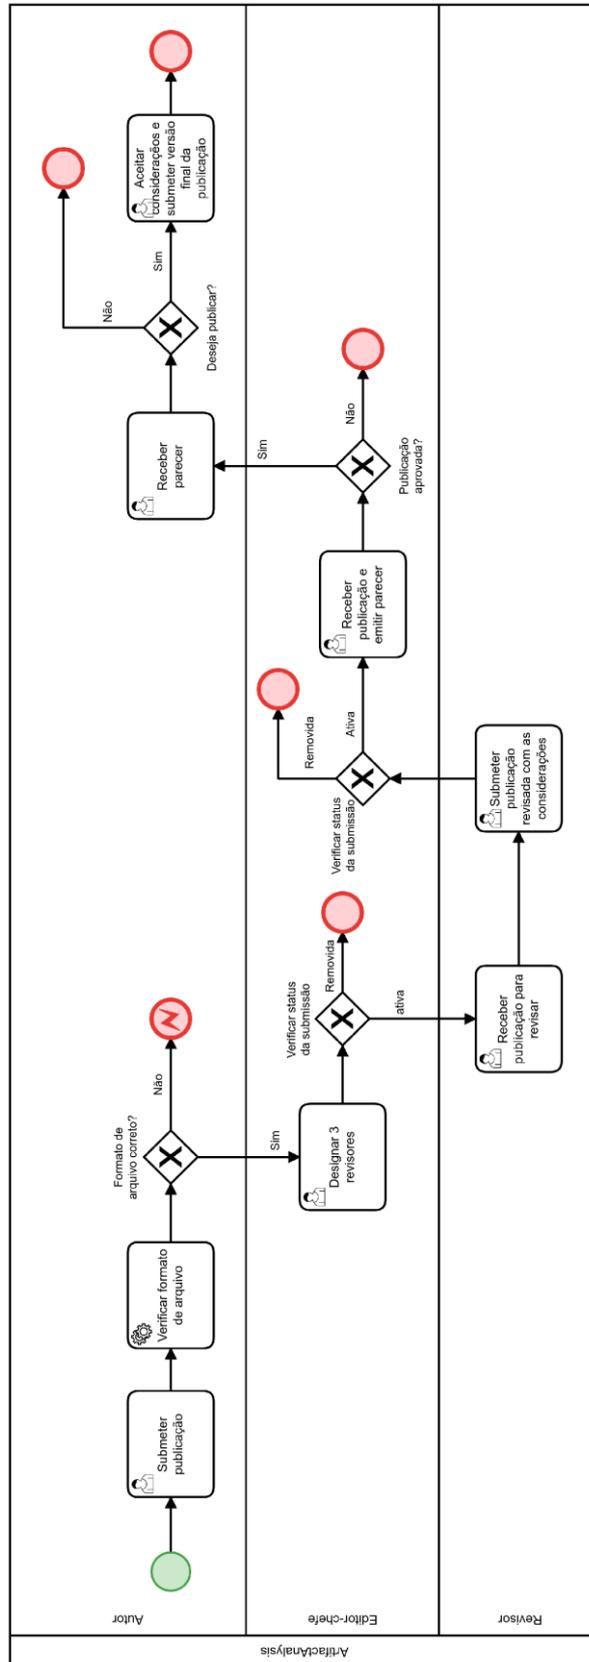 ArtifactAnalysis
Autor
Editor-chefe
Revisor
Submeter
publicação
Verificar formato
de arquivo
Formato de
arquivo correto?
Não
Sim
Designar 3
revisores
Verificar status
da submissão
Removida
ativa
Receber
publicação para
revisar
Submeter
publicação
revisada com as
considerações
Verificar status
da submissão
Removida
Ativa
Receber
publicação e
emitir parecer
Publicação
aprovada?
Não
Sim
Receber
parecer
Deseja publicar?
Não
Sim
Aceitar
consideraçẽos e
submeter versão
final da
publicação